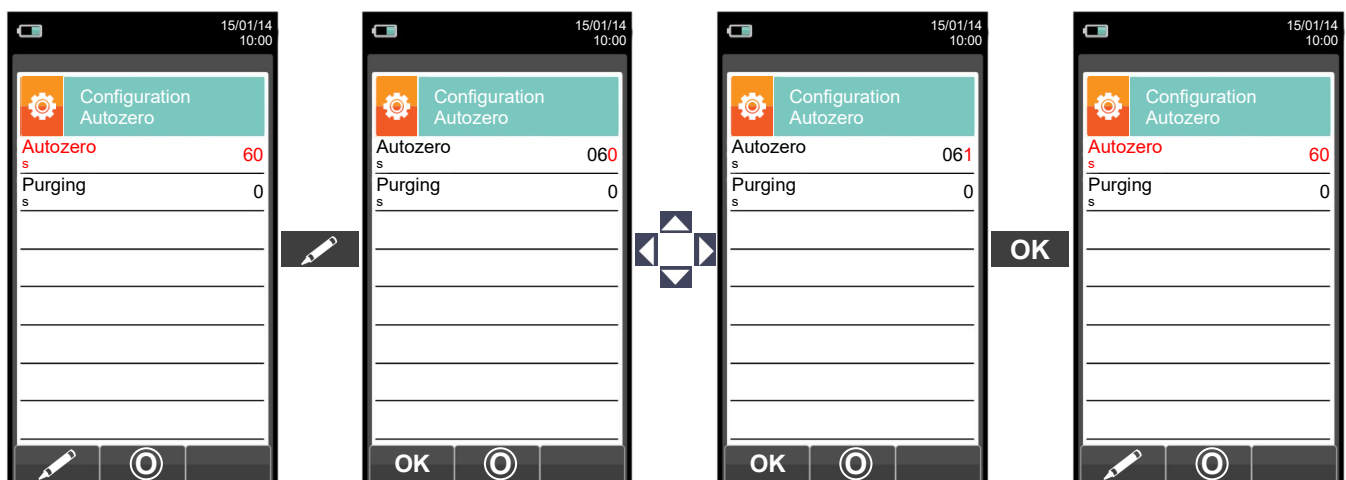 15/01/14
10:00
Configuration
Autozero
Autozero
s
60
Purging
s
0
15/01/14
10:00
Configuration
Autozero
Autozero
s
060
Purging
s
0
OK
15/01/14
10:00
Configuration
Autozero
Autozero
s
061
Purging
s
0
OK
OK
15/01/14
10:00
Configuration
Autozero
Autozero
s
60
Purging
s
0